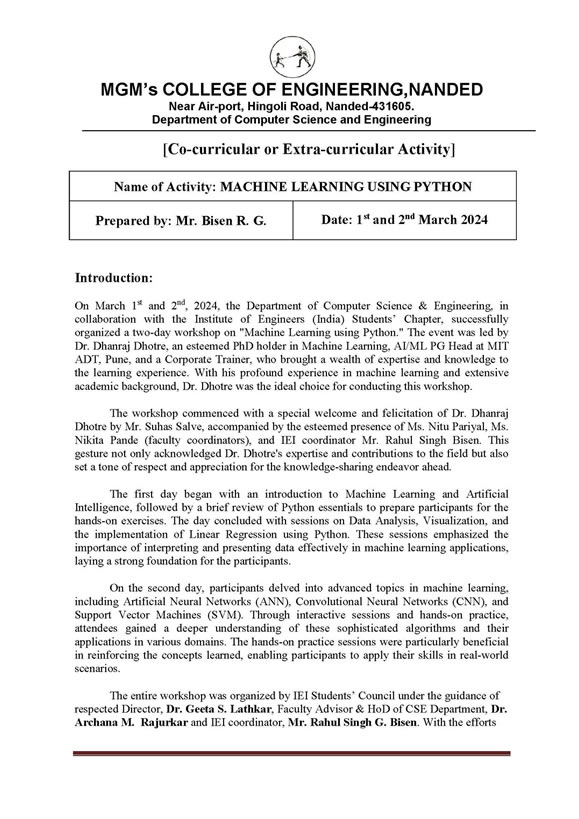 MGM's COLLEGE OF ENGINEERING,NANDED
Near Air-port, Hingoli Road, Nanded-431605.
Department of Computer Science and Engineering
[Co-curricular or Extra-curricular Activity]
Name of Activity: MACHINE LEARNING USING PYTHON
Prepared by: Mr. Bisen R. G.
Date: 1st and 2nd March 2024
Introduction:
On March 1st and 2nd, 2024, the Department of Computer Science & Engineering, in
collaboration with the Institute of Engineers (India) Students' Chapter, successfully
organized a two-day workshop on "Machine Learning using Python." The event was led by
Dr. Dhanraj Dhotre, an esteemed PhD holder in Machine Learning, AI/ML PG Head at MIT
ADT, Pune, and a Corporate Trainer, who brought a wealth of expertise and knowledge to
the learning experience. With his profound experience in machine learning and extensive
academic background, Dr. Dhotre was the ideal choice for conducting this workshop.
The workshop commenced with a special welcome and felicitation of Dr. Dhanraj
Dhotre by Mr. Suhas Salve, accompanied by the esteemed presence of Ms. Nitu Pariyal, Ms.
Nikita Pande (faculty coordinators), and IEI coordinator Mr. Rahul Singh Bisen. This
gesture not only acknowledged Dr. Dhotre's expertise and contributions to the field but also
set a tone of respect and appreciation for the knowledge-sharing endeavor ahead.
The first day began with an introduction to Machine Learning and Artificial
Intelligence, followed by a brief review of Python essentials to prepare participants for the
hands-on exercises. The day concluded with sessions on Data Analysis, Visualization, and
the implementation of Linear Regression using Python. These sessions emphasized the
importance of interpreting and presenting data effectively in machine learning applications,
laying a strong foundation for the participants.
On the second day, participants delved into advanced topics in machine learning,
including Artificial Neural Networks (ANN), Convolutional Neural Networks (CNN), and
Support Vector Machines (SVM). Through interactive sessions and hands-on practice,
attendees gained a deeper understanding of these sophisticated algorithms and their
applications in various domains. The hands-on practice sessions were particularly beneficial
in reinforcing the concepts learned, enabling participants to apply their skills in real-world
scenarios.
The entire workshop was organized by IEI Students' Council under the guidance of
respected Director, Dr. Geeta S. Lathkar, Faculty Advisor & HoD of CSE Department, Dr.
Archana M. Rajurkar and IEI coordinator, Mr. Rahul Singh G. Bisen. With the efforts